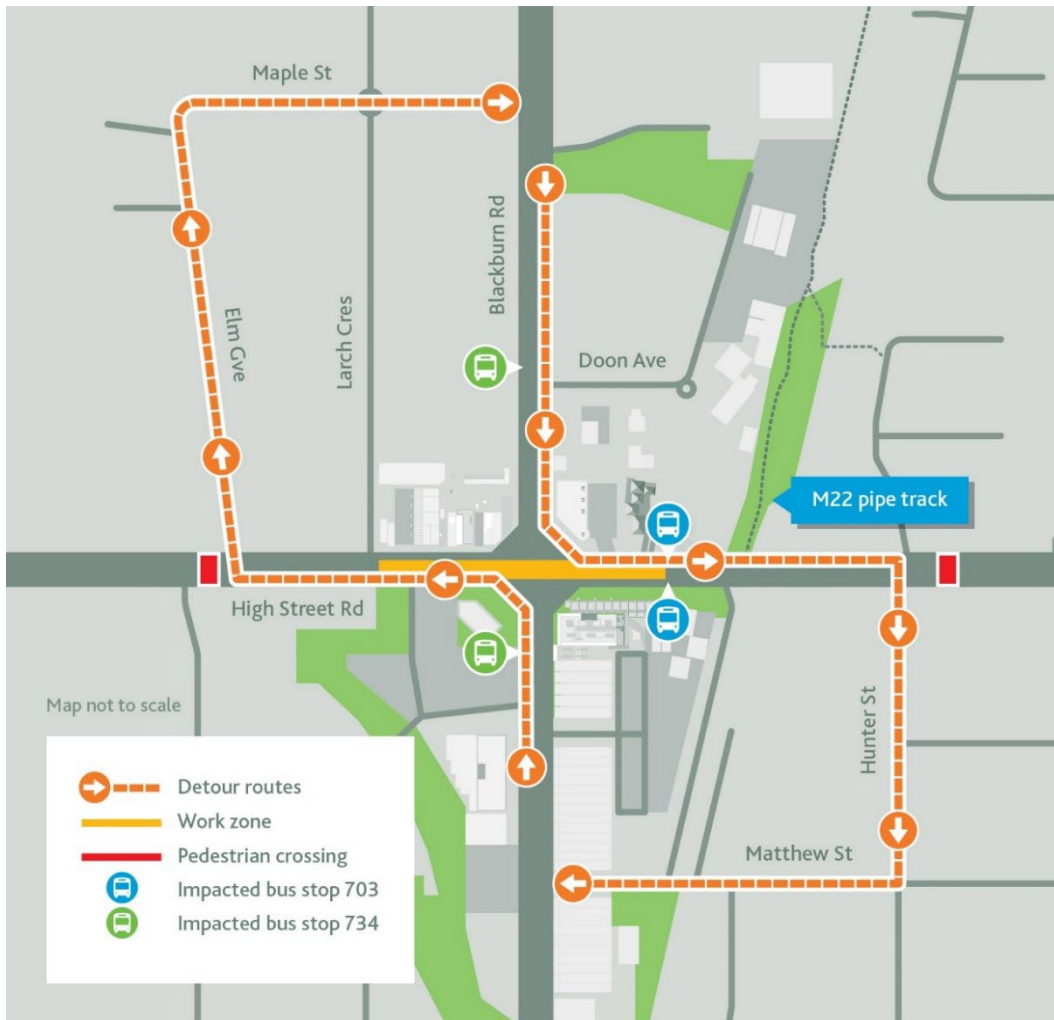 Maple St
Blackburn Rd
Elm Gve
Larch Cres
Doon Ave
M22 pipe track
High Street Rd
Map not to scale
Hunter St
Matthew St
Detour routes
Work zone
Pedestrian crossing
Impacted bus stop 703
Impacted bus stop 734